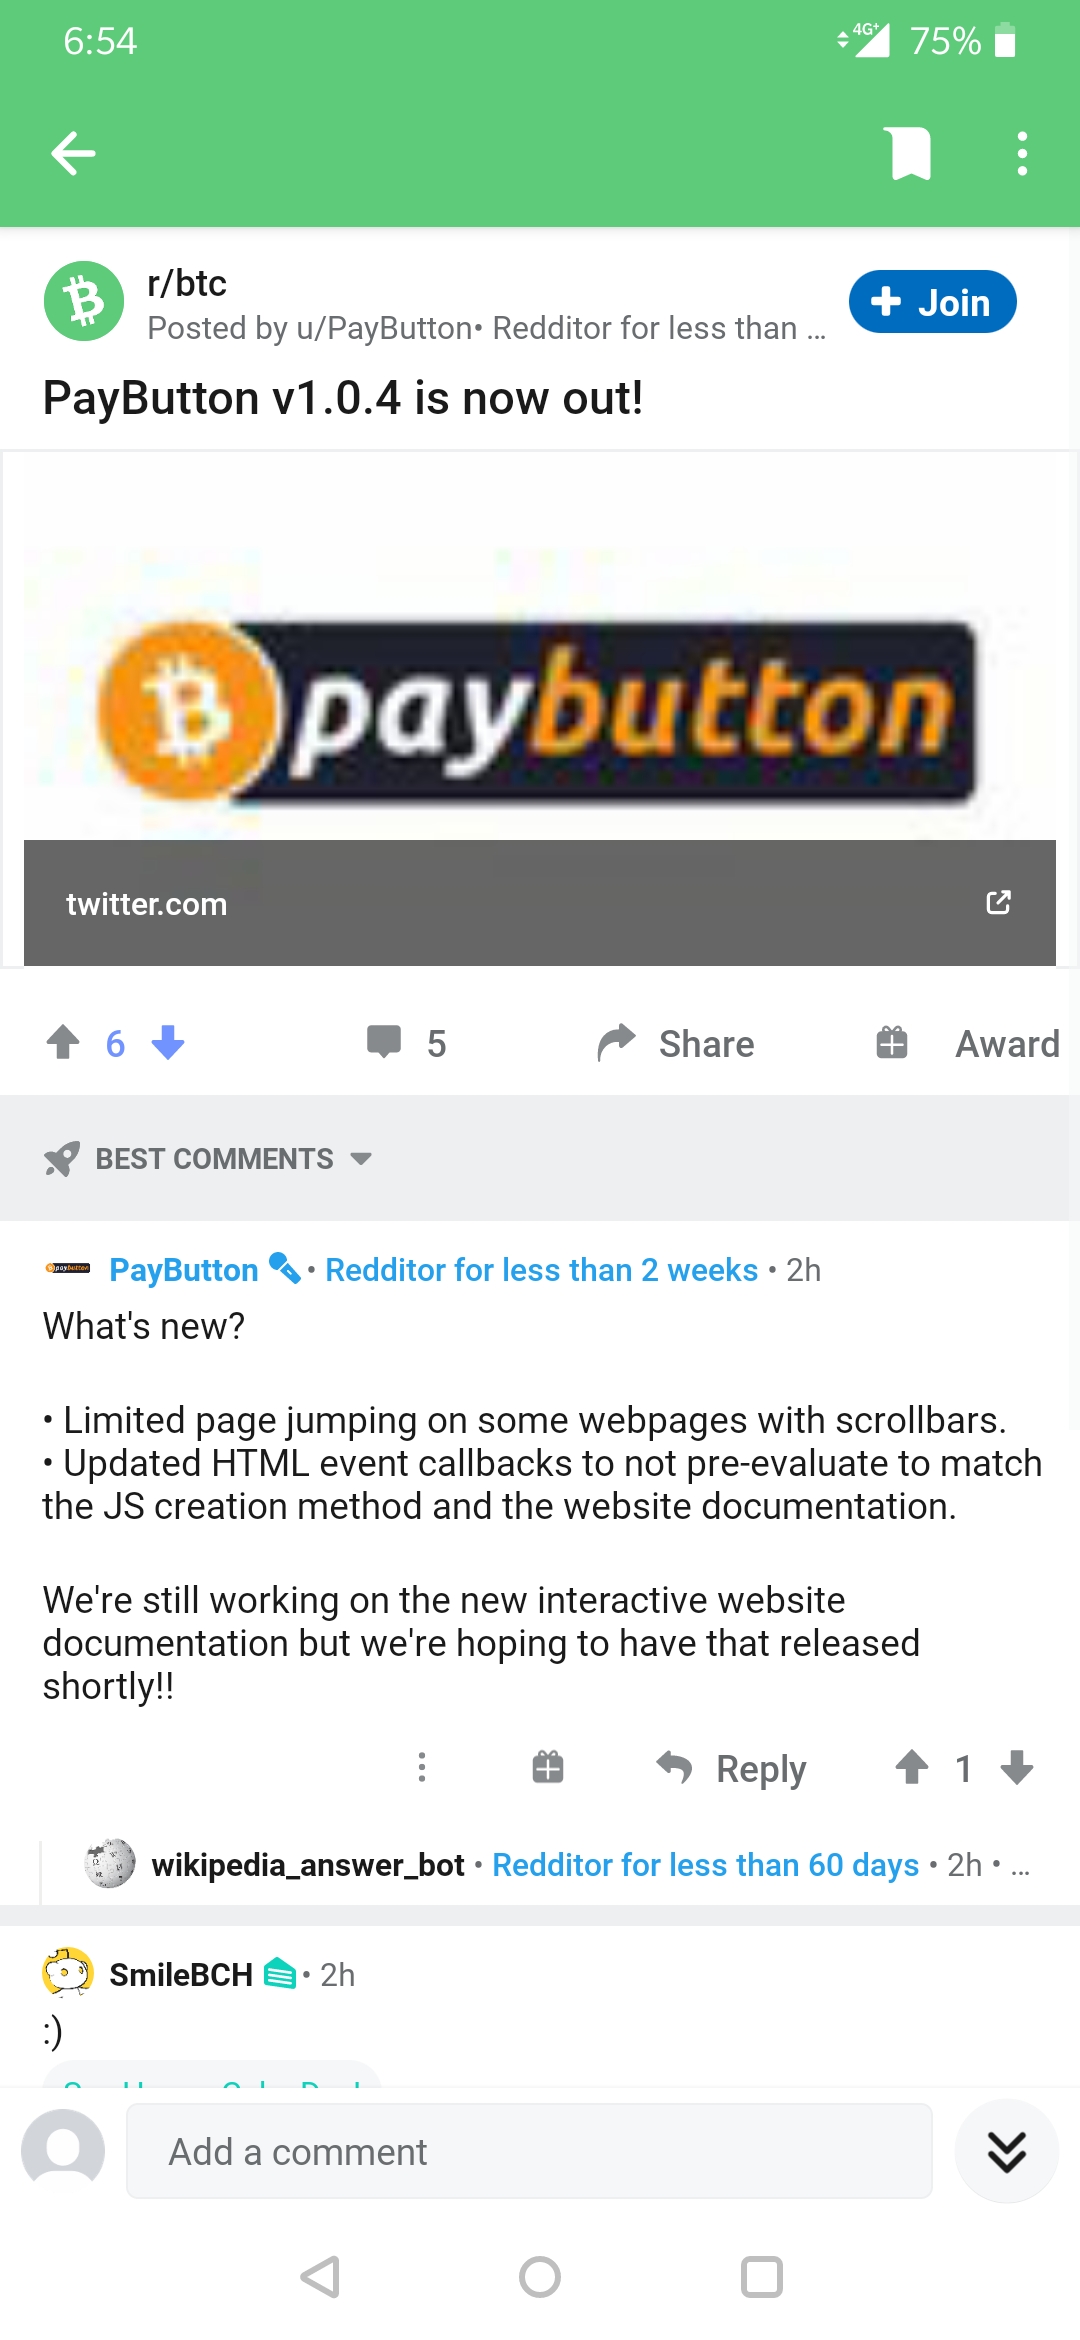 6:54
4G+ 75%
r/btc
Posted by u/PayButton• Redditor for less than ...
+ Join
PayButton v1.0.4 is now out!
paybutton
twitter.com
6 5 Share Award
BEST COMMENTS
PayButton • Redditor for less than 2 weeks • 2h
What's new?
• Limited page jumping on some webpages with scrollbars.
• Updated HTML event callbacks to not pre-evaluate to match
the JS creation method and the website documentation.
We're still working on the new interactive website
documentation but we're hoping to have that released
shortly!!
Reply 1
wikipedia_answer_bot • Redditor for less than 60 days • 2h • ...
SmileBCH • 2h
:)
Add a comment